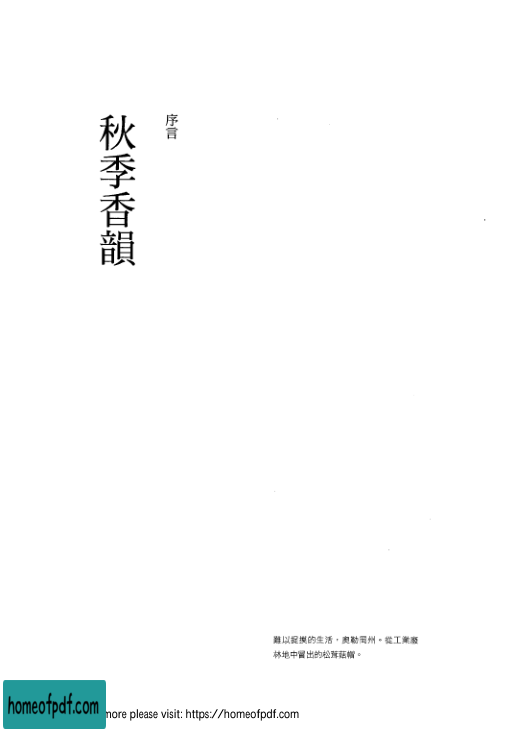 序言
秋季香韻
難以捉摸的生活,奧勒岡州。從工業廢
林地中冒出的松茸菇帽。
homeofpdf.com
more please visit: https://homeofpdf.com